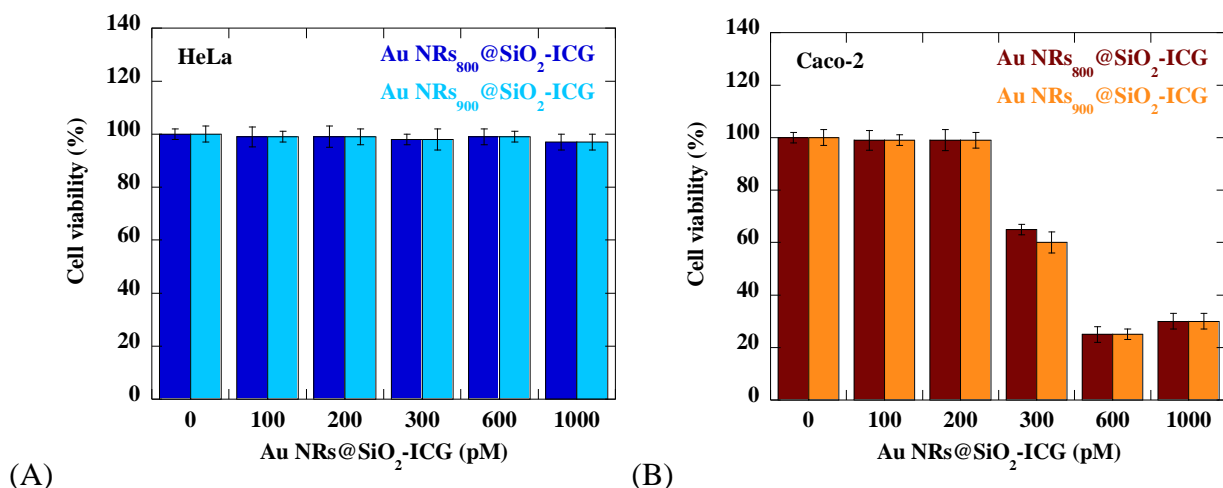 HeLa
Au NRs800@SiO2-ICG
Au NRs900@SiO2-ICG
Cell viability (%)
140
120
100
80
60
40
20
0
0 100 200 300 600 1000
Au NRs@SiO2-ICG (pM)
(A)
Caco-2
Au NRs800@SiO2-ICG
Au NRs900@SiO2-ICG
Cell viability (%)
140
120
100
80
60
40
20
0
0 100 200 300 600 1000
Au NRs@SiO2-ICG (pM)
(B)